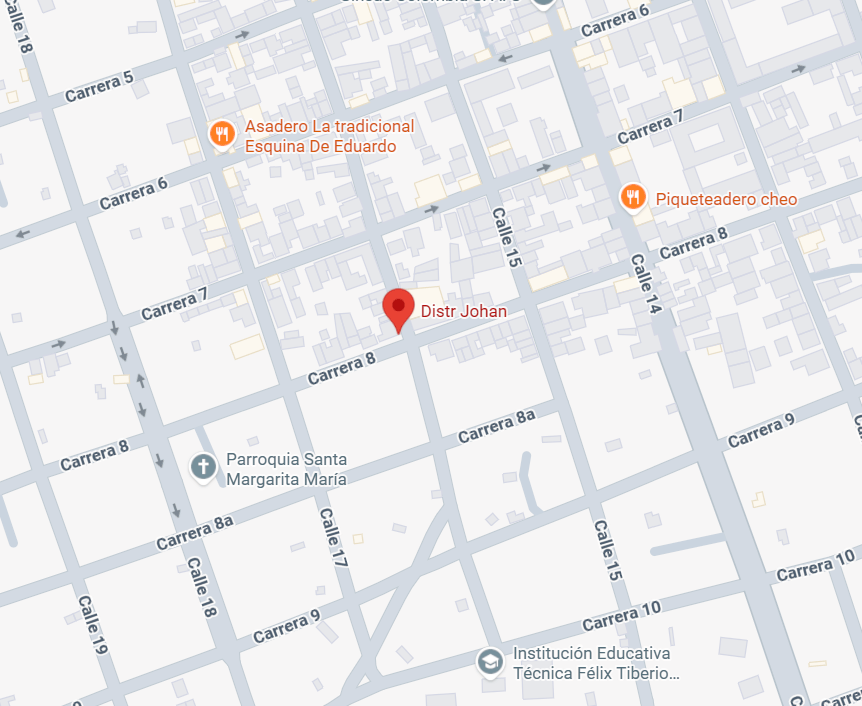 Calle 18
Carrera 6
Carrera 5
Asadero La tradicional
Esquina De Eduardo
Carrera 7
Carrera 6
Piqueteadero cheo
Calle 15
Carrera 8
Calle 14
Carrera 7
Distr Johan
Carrera 8
Carrera 8a
Carrera 9
Carrera 8
Parroquia Santa
Margarita María
Carrera 8a
Calle 17
Calle 15
Calle 18
Carrera 10
Calle 19
Carrera 9
Carrera 10
Institución Educativa
Técnica Félix Tiberio...